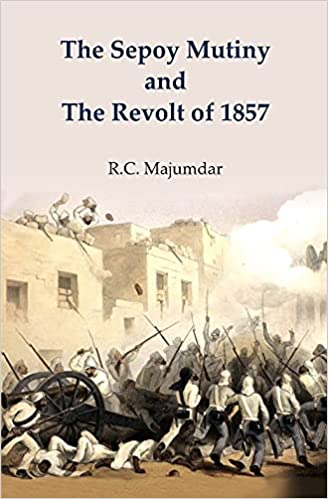 The Sepoy Mutiny
and
The Revolt of 1857
R.C. Majumdar